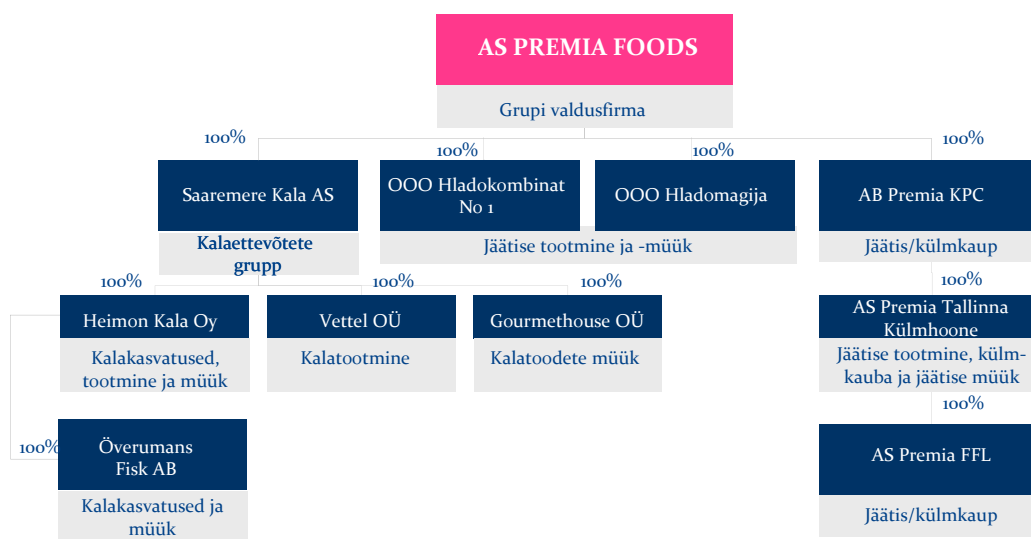 AS PREMIA FOODS
Grupi valdusfirma
100%
100%
100%
100%
Saaremere Kala AS
OOO Hladokombinat
No 1
OOO Hladomagija
AB Premia KPC
Kalaettevõtete
grupp
Jäätise tootmine ja -müük
Jäätis/külmkaup
100%
100%
100%
100%
Heimon Kala Oy
Vettel OÜ
Gourmethouse OÜ
AS Premia Tallinna
Külmhoone
Kalakasvatused,
tootmine ja müük
Kalatootmine
Kalatoodete müük
Jäätise tootmine, külm-
kauba ja jäätise müük
100%
100%
Överumans
Fisk AB
AS Premia FFL
Kalakasvatused ja
müük
Jäätis/külmkaup